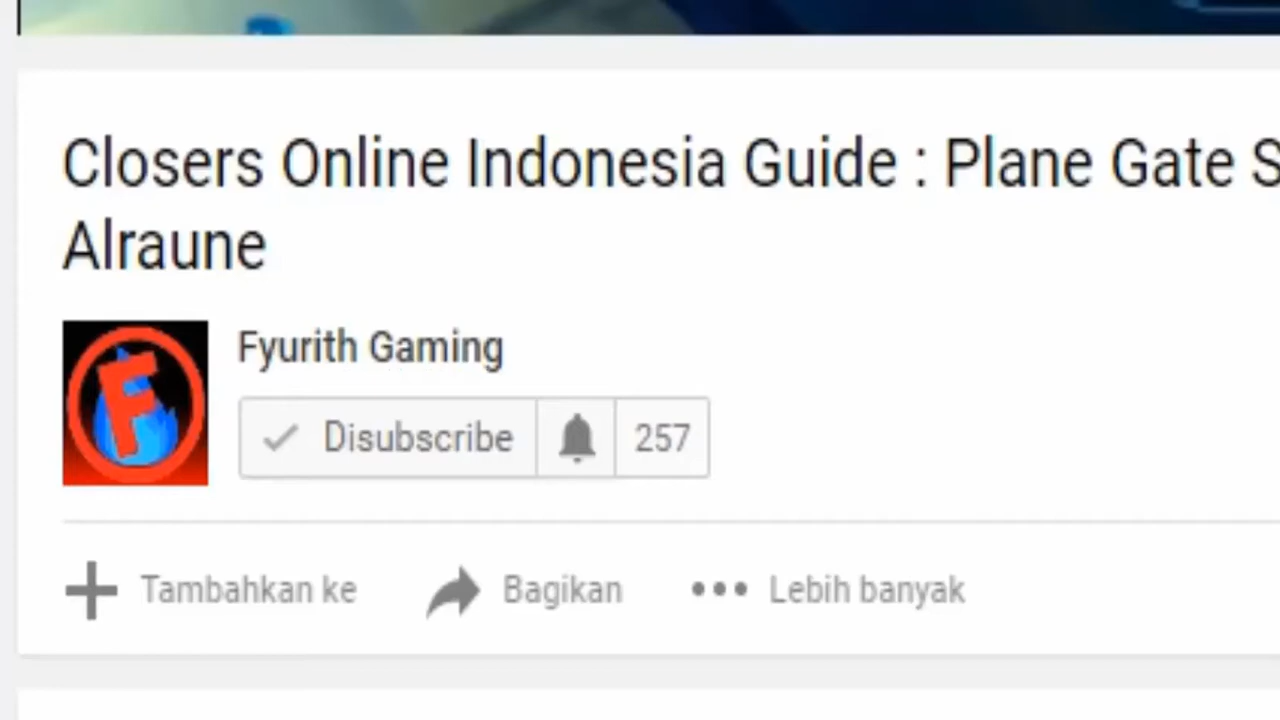 Closers Online Indonesia Guide : Plane Gate S
Alraune
F
Fyurith Gaming
Disubscribe 257
Tambahkan ke Bagikan Lebih banyak